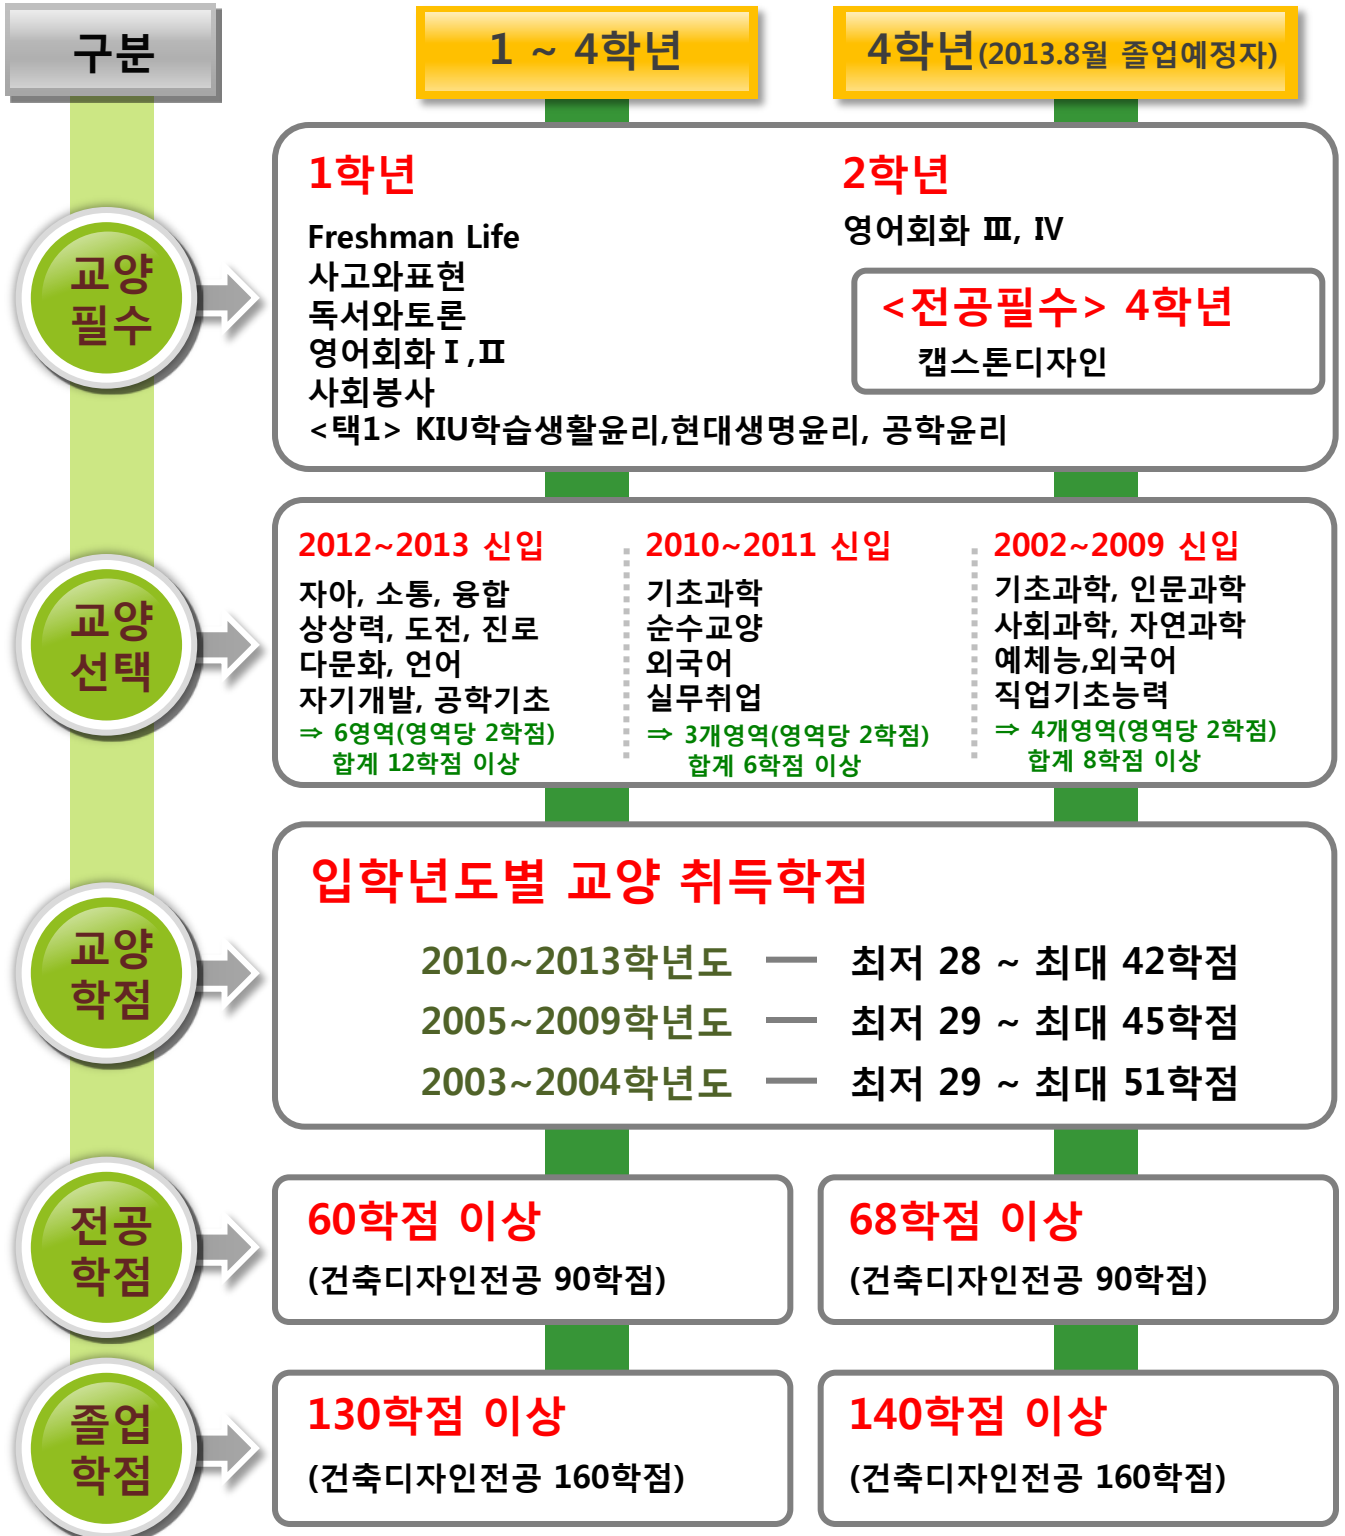 구분
1 ~ 4학년
4학년(2013.8월 졸업예정자)
교양
필수
1학년
Freshman Life
사고와표현
독서와토론
영어회화 Ⅰ,Ⅱ
사회봉사
<택1> KIU학습생활윤리,현대생명윤리, 공학윤리
2학년
영어회화 Ⅲ, Ⅳ
<전공필수> 4학년
캡스톤디자인
교양
선택
2012~2013 신입
자아, 소통, 융합
상상력, 도전, 진로
다문화, 언어
자기개발, 공학기초
⇒ 6영역(영역당 2학점)
합계 12학점 이상
2010~2011 신입
기초과학
순수교양
외국어
실무취업
⇒ 3개영역(영역당 2학점)
합계 6학점 이상
2002~2009 신입
기초과학, 인문과학
사회과학, 자연과학
예체능,외국어
직업기초능력
⇒ 4개영역(영역당 2학점)
합계 8학점 이상
교양
학점
입학년도별 교양 취득학점
2010~2013학년도 — 최저 28 ~ 최대 42학점
2005~2009학년도 — 최저 29 ~ 최대 45학점
2003~2004학년도 — 최저 29 ~ 최대 51학점
전공
학점
60학점 이상
(건축디자인전공 90학점)
68학점 이상
(건축디자인전공 90학점)
졸업
학점
130학점 이상
(건축디자인전공 160학점)
140학점 이상
(건축디자인전공 160학점)